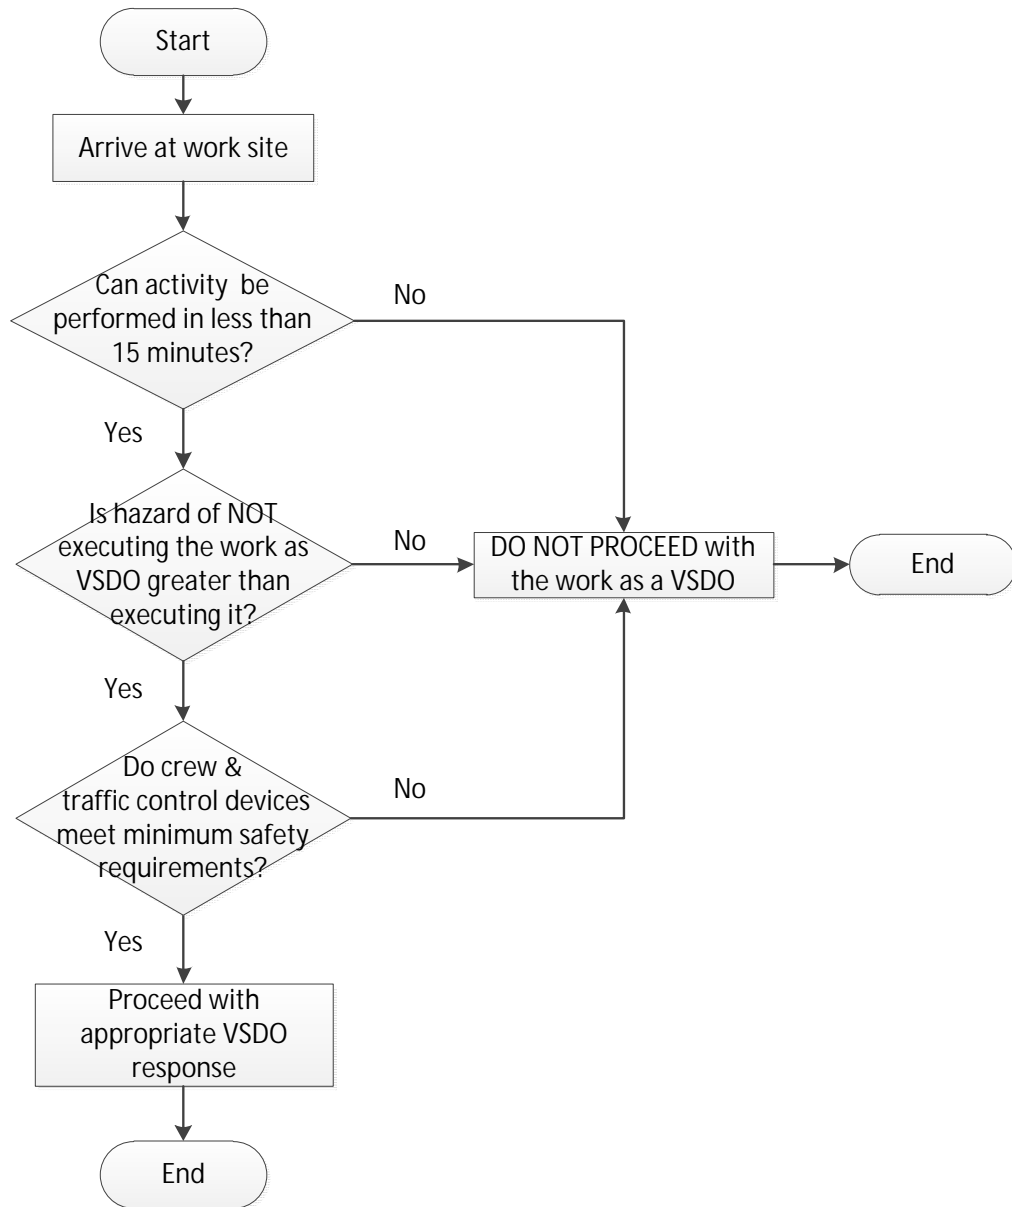 Start
Arrive at work site
Can activity be
performed in less than
15 minutes?
No
Yes
Is hazard of NOT
executing the work as
VSDO greater than
executing it?
No
DO NOT PROCEED with
the work as a VSDO
End
Yes
Do crew &
traffic control devices
meet minimum safety
requirements?
No
Yes
Proceed with
appropriate VSDO
response
End